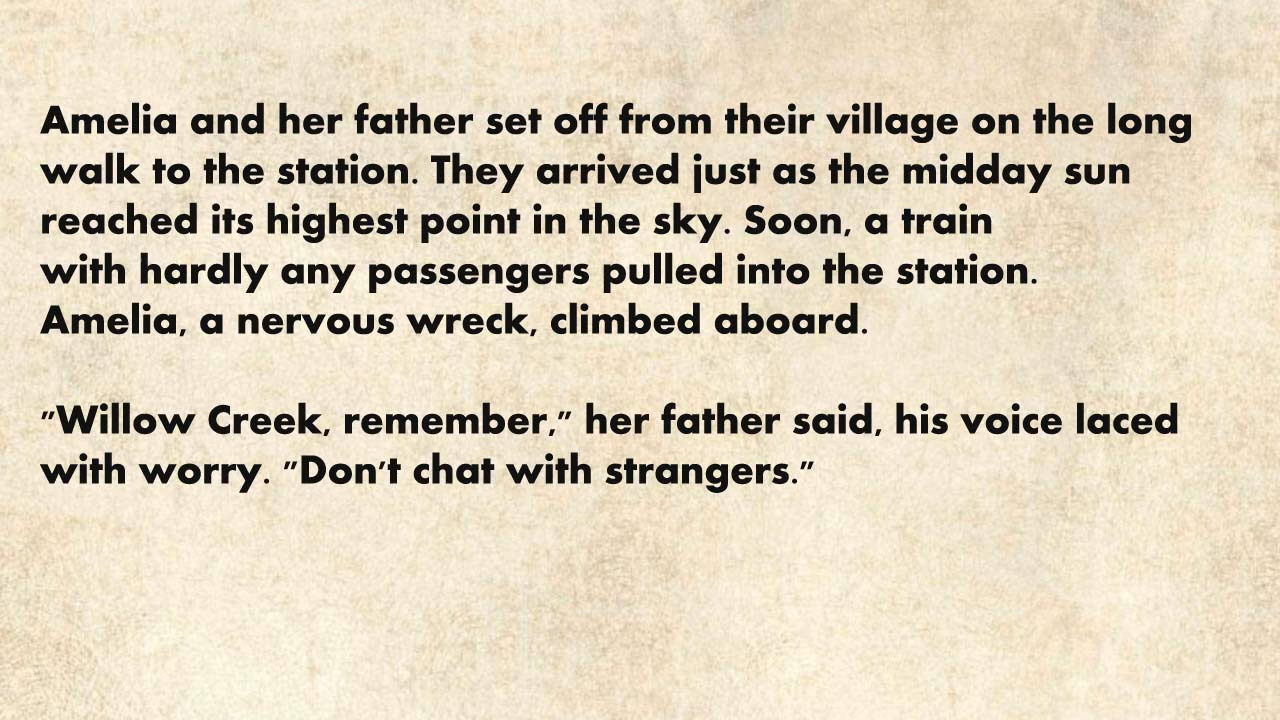 Amelia and her father set off from their village on the long
walk to the station. They arrived just as the midday sun
reached its highest point in the sky. Soon, a train
with hardly any passengers pulled into the station.
Amelia, a nervous wreck, climbed aboard.
"Willow Creek, remember," her father said, his voice laced
with worry. "Don't chat with strangers."